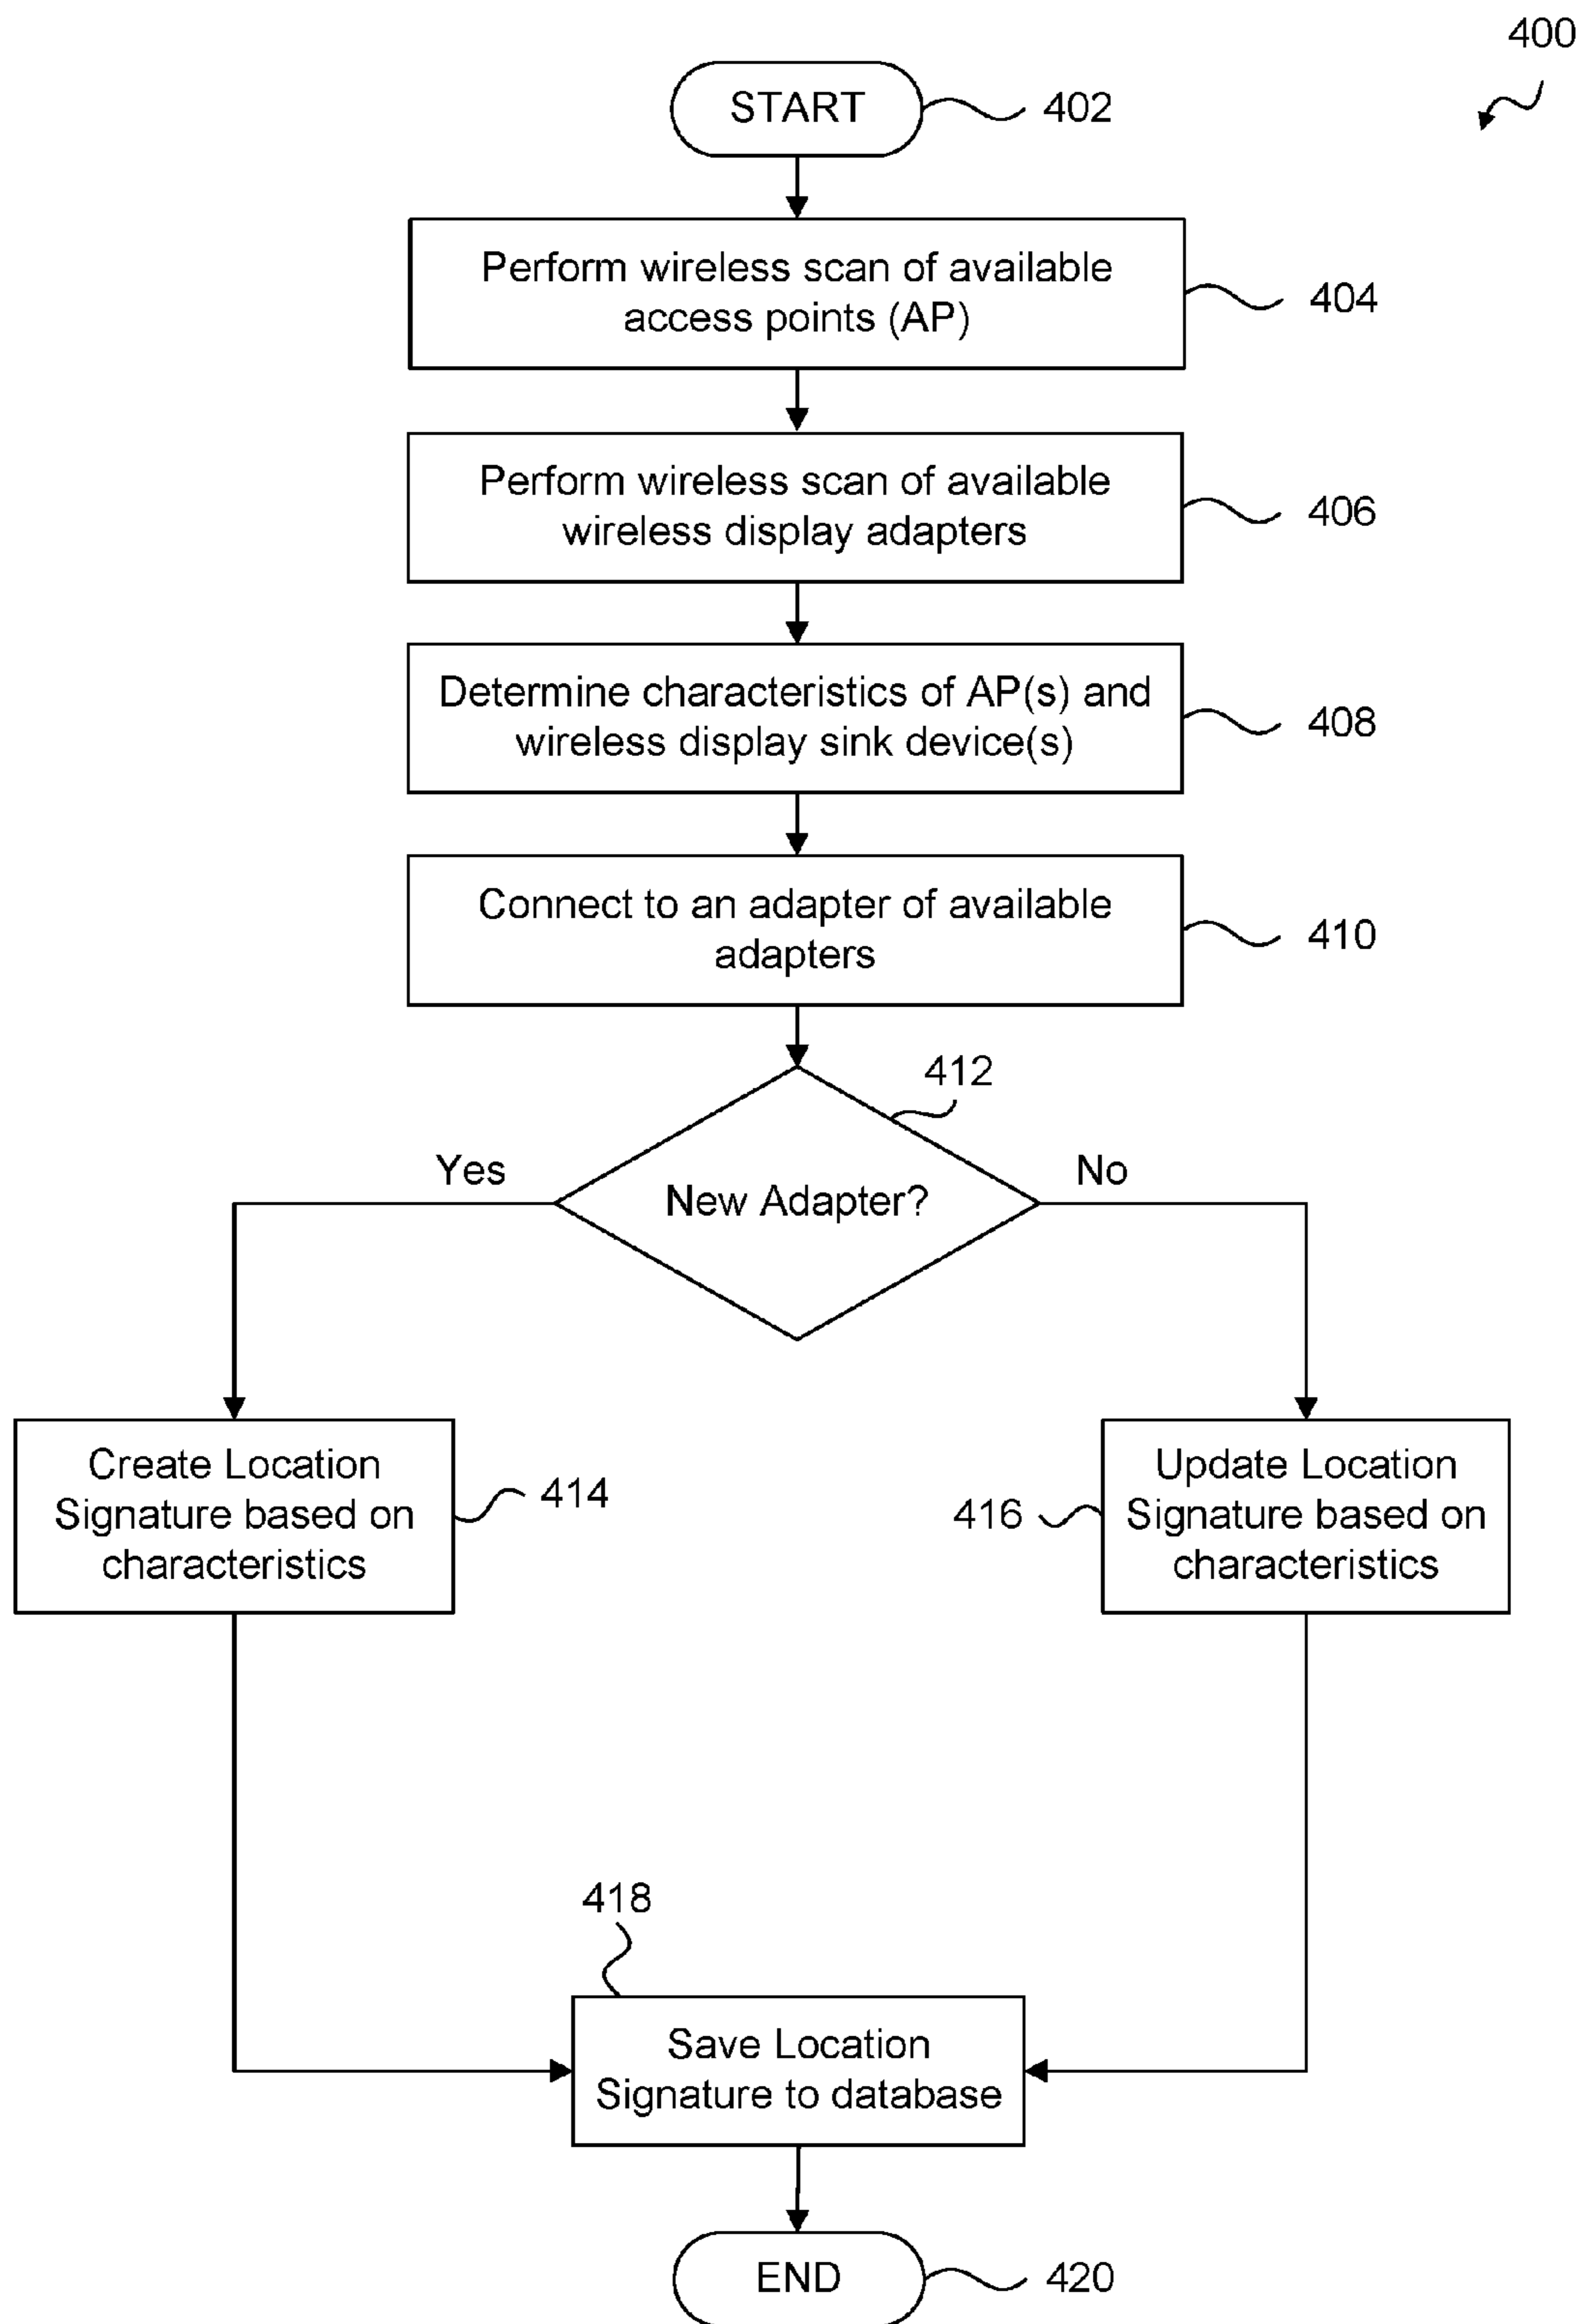 400
START
402
Perform wireless scan of available
access points (AP)
404
Perform wireless scan of available
wireless display adapters
406
Determine characteristics of AP(s) and
wireless display sink device(s)
408
Connect to an adapter of available
adapters
410
412
Yes
No
New Adapter?
Create Location
Signature based on
characteristics
414
416
Update Location
Signature based on
characteristics
418
Save Location
Signature to database
END
420